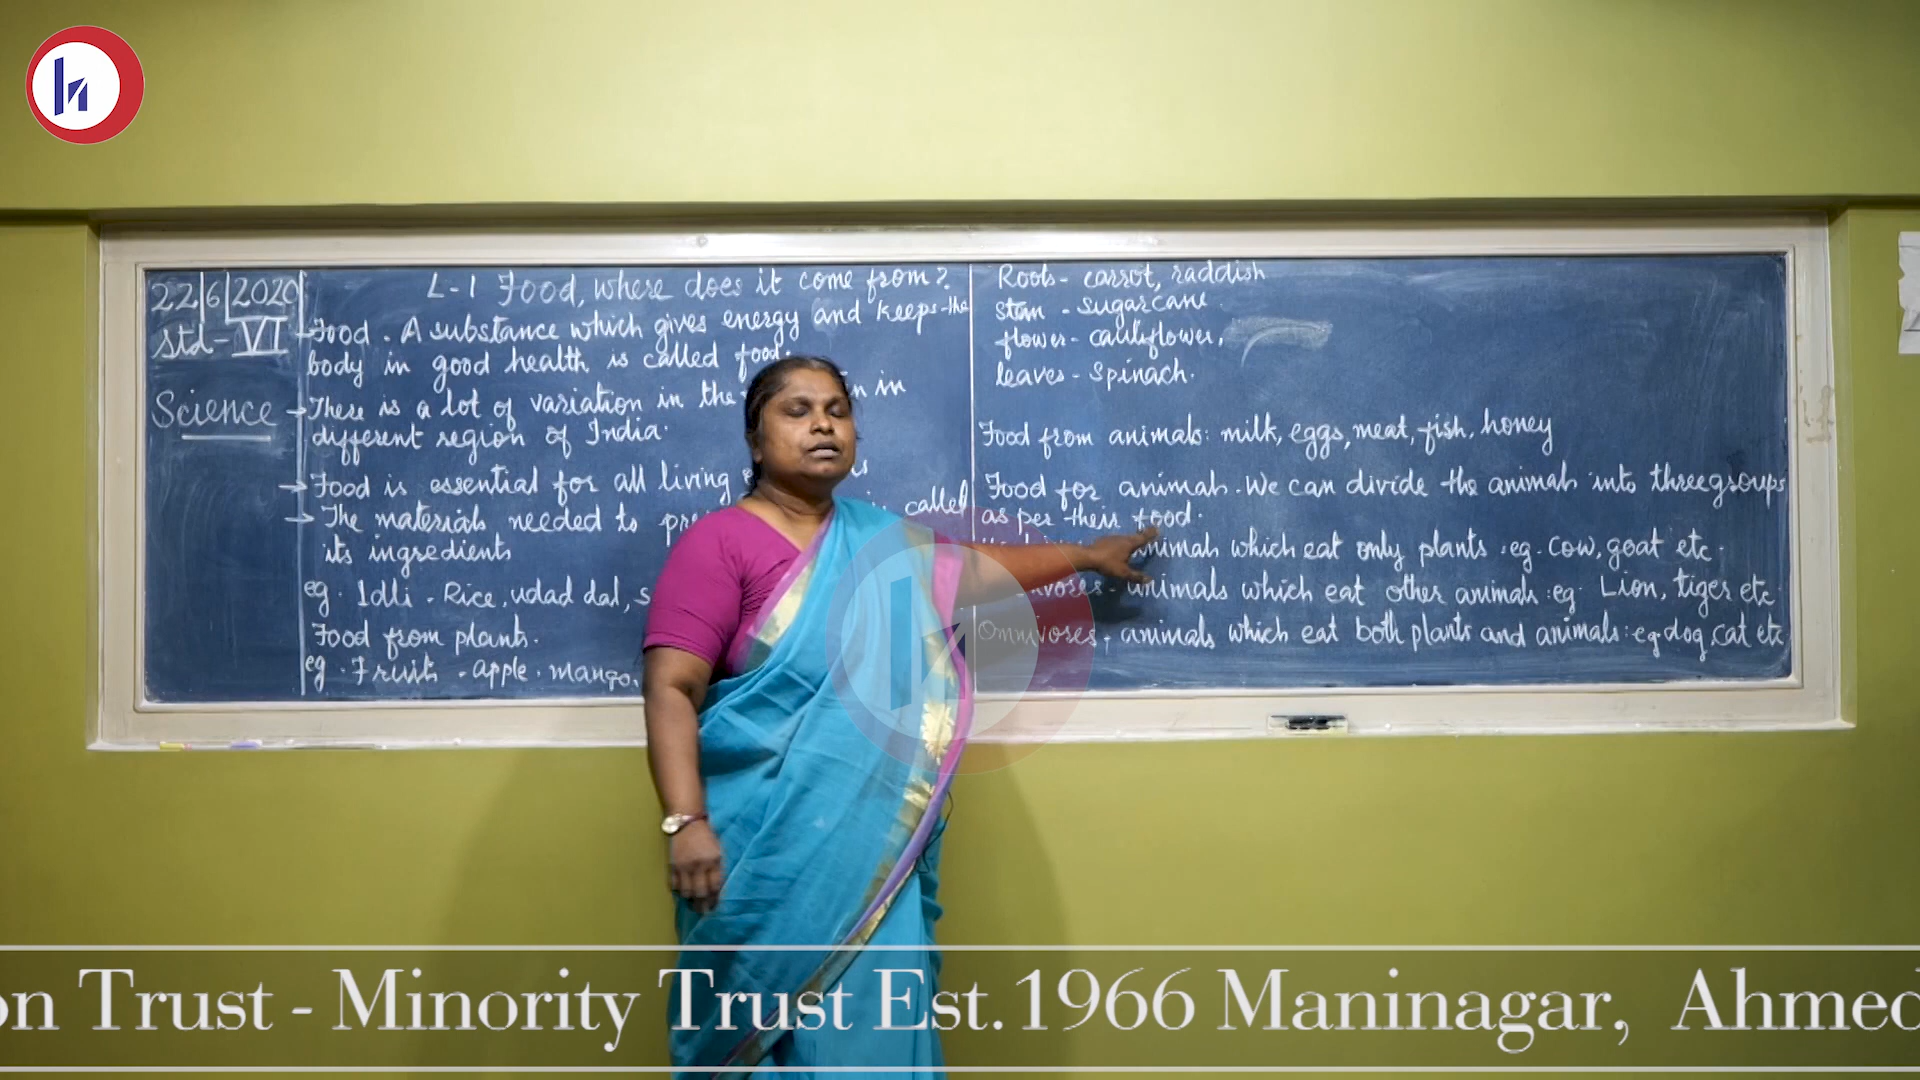 22/6/2020
Std - VI
Science
L-1 Food, where does it come from?
Food. A substance which gives energy and keeps the
body in good health is called food.
There is a lot of variation in the in
different region of India.
Food is essential for all living
The materials needed to called
its ingredients
eg. Idli - Rice, udad dal, s
Food from plants.
eg. Fruits - apple. mango,
Roots - carrot, raddish
stem - sugarcane.
flower - cauliflower,
leaves - spinach.
Food from animals: milk, eggs, meat, fish, honey
Food for animals. We can divide the animals into three groups
as per their food.
animals which eat only plants. eg. Cow, goat etc.
animals which eat other animals: eg. Lion, tiger etc.
Omnivores - animals which eat both plants and animals: eg. dog, cat etc
on Trust - Minority Trust Est.1966 Maninagar, Ahmed